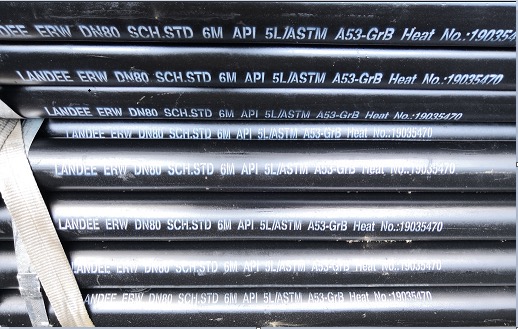 LANDEE ERW DN80 SCH.STD 6M API 5L/ASTM A53-GrB Heat No.:190354
LANDEE ERW DN80 SCH.STD 6M API 5L/ASTM A53-GrB Heat No.:19035470
LANDEE ERW DN80 SCH.STD 6M API 5L/ASTM A53-GrB Heat No.:19035470
LANDEE ERW DN80 SCH.STD 6M API 5L/ASTM A53-GrB Heat No.:19035470
LANDEE ERW DN80 SCH.STD 6M API 5L/ASTM A53-GrB Heat No.:19035470
LANDEE ERW DN80 SCH.STD 6M API 5L/ASTM A53-GrB Heat No.:19035470
LANDEE ERW DN80 SCH.STD 6M API 5L/ASTM A53-GrB Heat No.:19035470
LANDEE ERW DN80 SCH.STD 6M API 5L/ASTM A53-GrB Heat No.:19035470